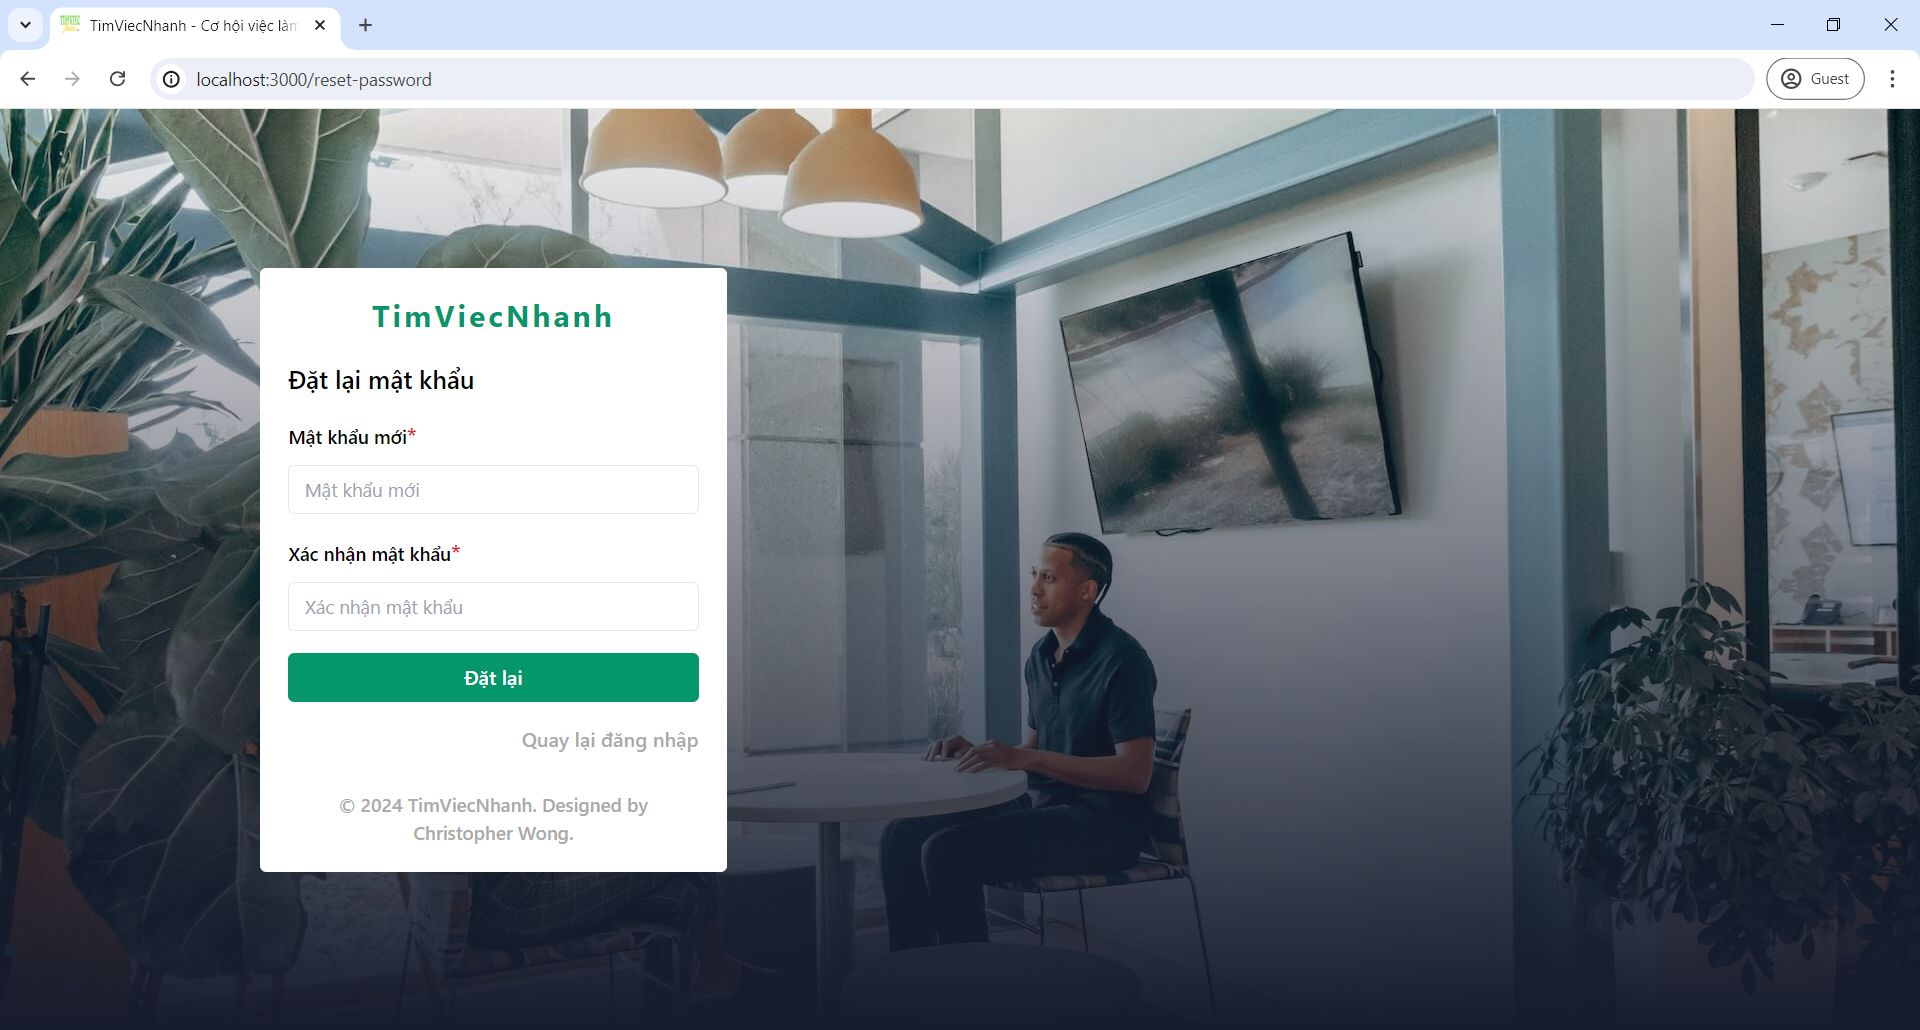 TimViecNhanh - Cơ hội việc làm
localhost:3000/reset-password
Guest
TimViecNhanh
Đặt lại mật khẩu
Mật khẩu mới*
Mật khẩu mới
Xác nhận mật khẩu*
Xác nhận mật khẩu
Đặt lại
Quay lại đăng nhập
© 2024 TimViecNhanh. Designed by
Christopher Wong.